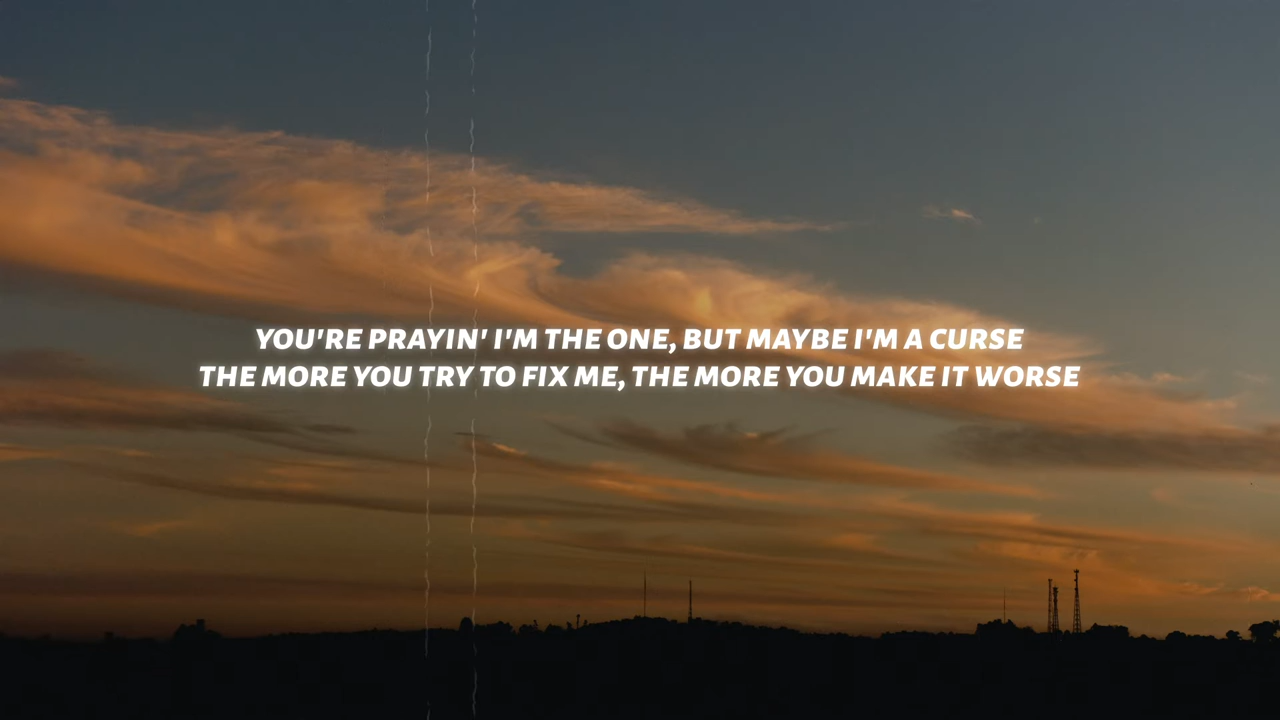 YOU'RE PRAYIN' I'M THE ONE, BUT MAYBE I'M A CURSE
THE MORE YOU TRY TO FIX ME, THE MORE YOU MAKE IT WORSE